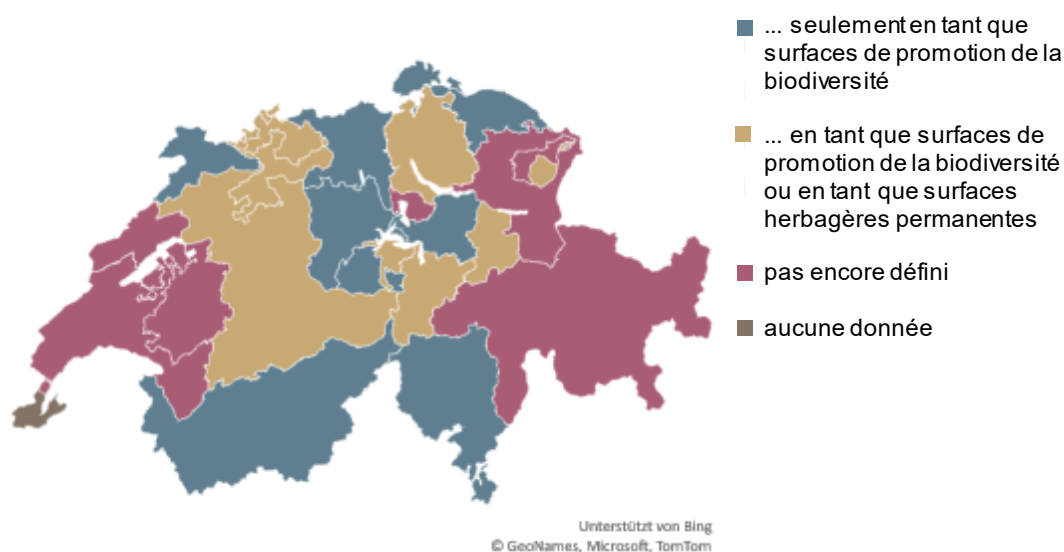 ... seulement en tant que
surfaces de promotion de la
biodiversité
... en tant que surfaces de
promotion de la biodiversité
ou en tant que surfaces
herbagères permanentes
pas encore défini
aucune donnée
Unterstützt von Bing
© GeoNames, Microsoft, TomTom